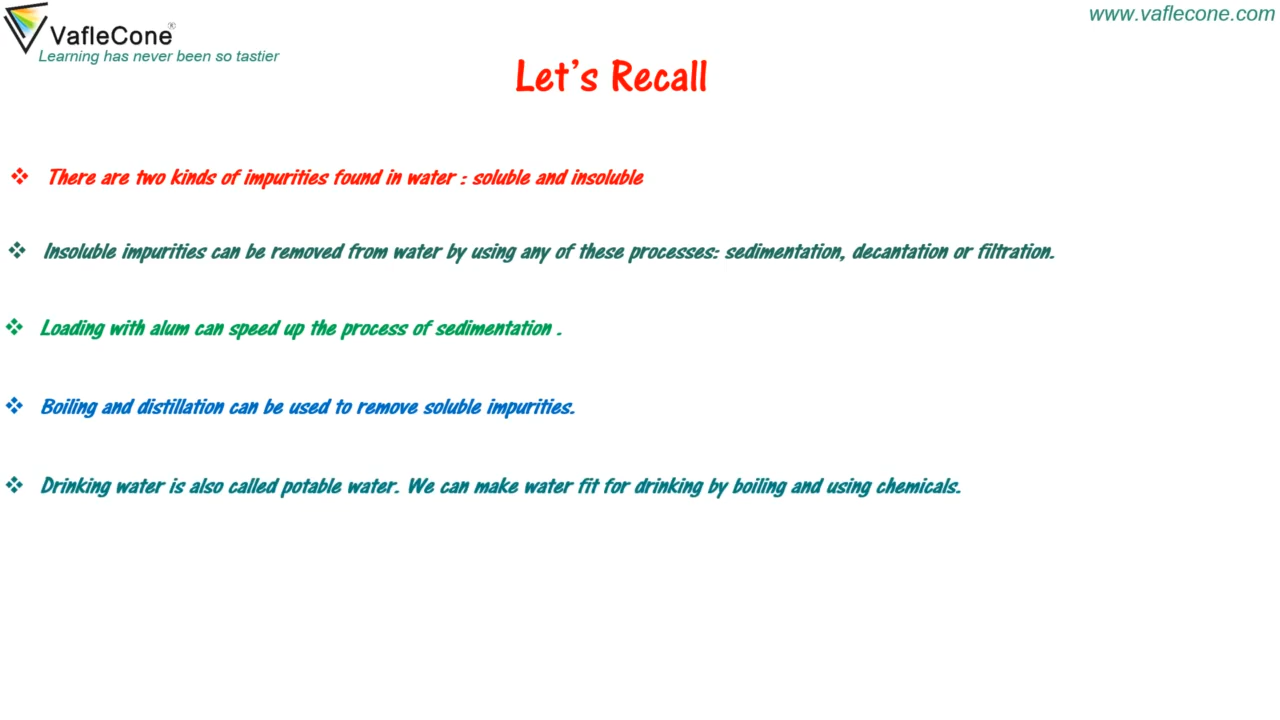 www.vaflecone.com
VafleCone®
Learning has never been so tastier
Let's Recall
❖ There are two kinds of impurities found in water : soluble and insoluble
❖ Insoluble impurities can be removed from water by using any of these processes: sedimentation, decantation or filtration.
❖ Loading with alum can speed up the process of sedimentation .
❖ Boiling and distillation can be used to remove soluble impurities.
❖ Drinking water is also called potable water. We can make water fit for drinking by boiling and using chemicals.